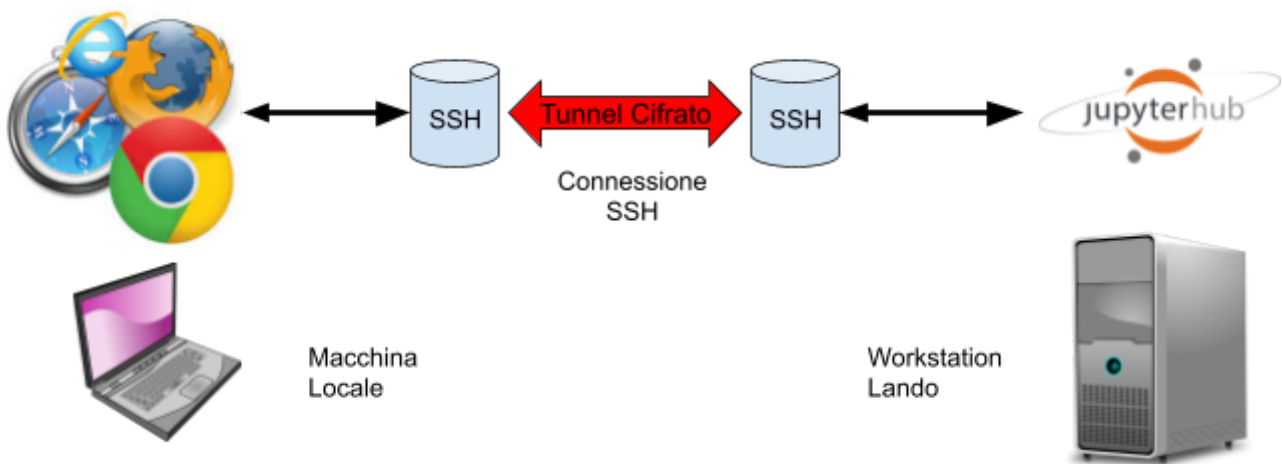 SSH
Tunnel Cifrato
SSH
jupyterhub
Connessione
SSH
Macchina
Locale
Workstation
Lando